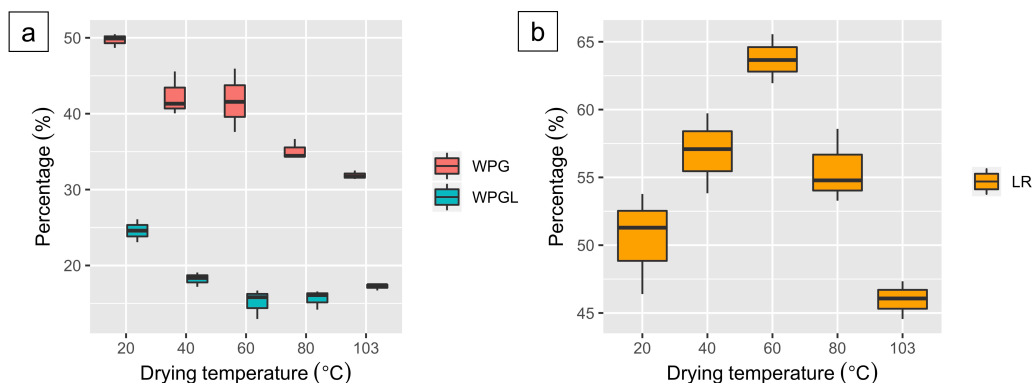 a
50
40
30
20
Percentage (%)
20 40 60 80 103
Drying temperature (°C)
WPG
WPGL
b
65
60
55
50
45
Percentage (%)
20 40 60 80 103
Drying temperature (°C)
LR